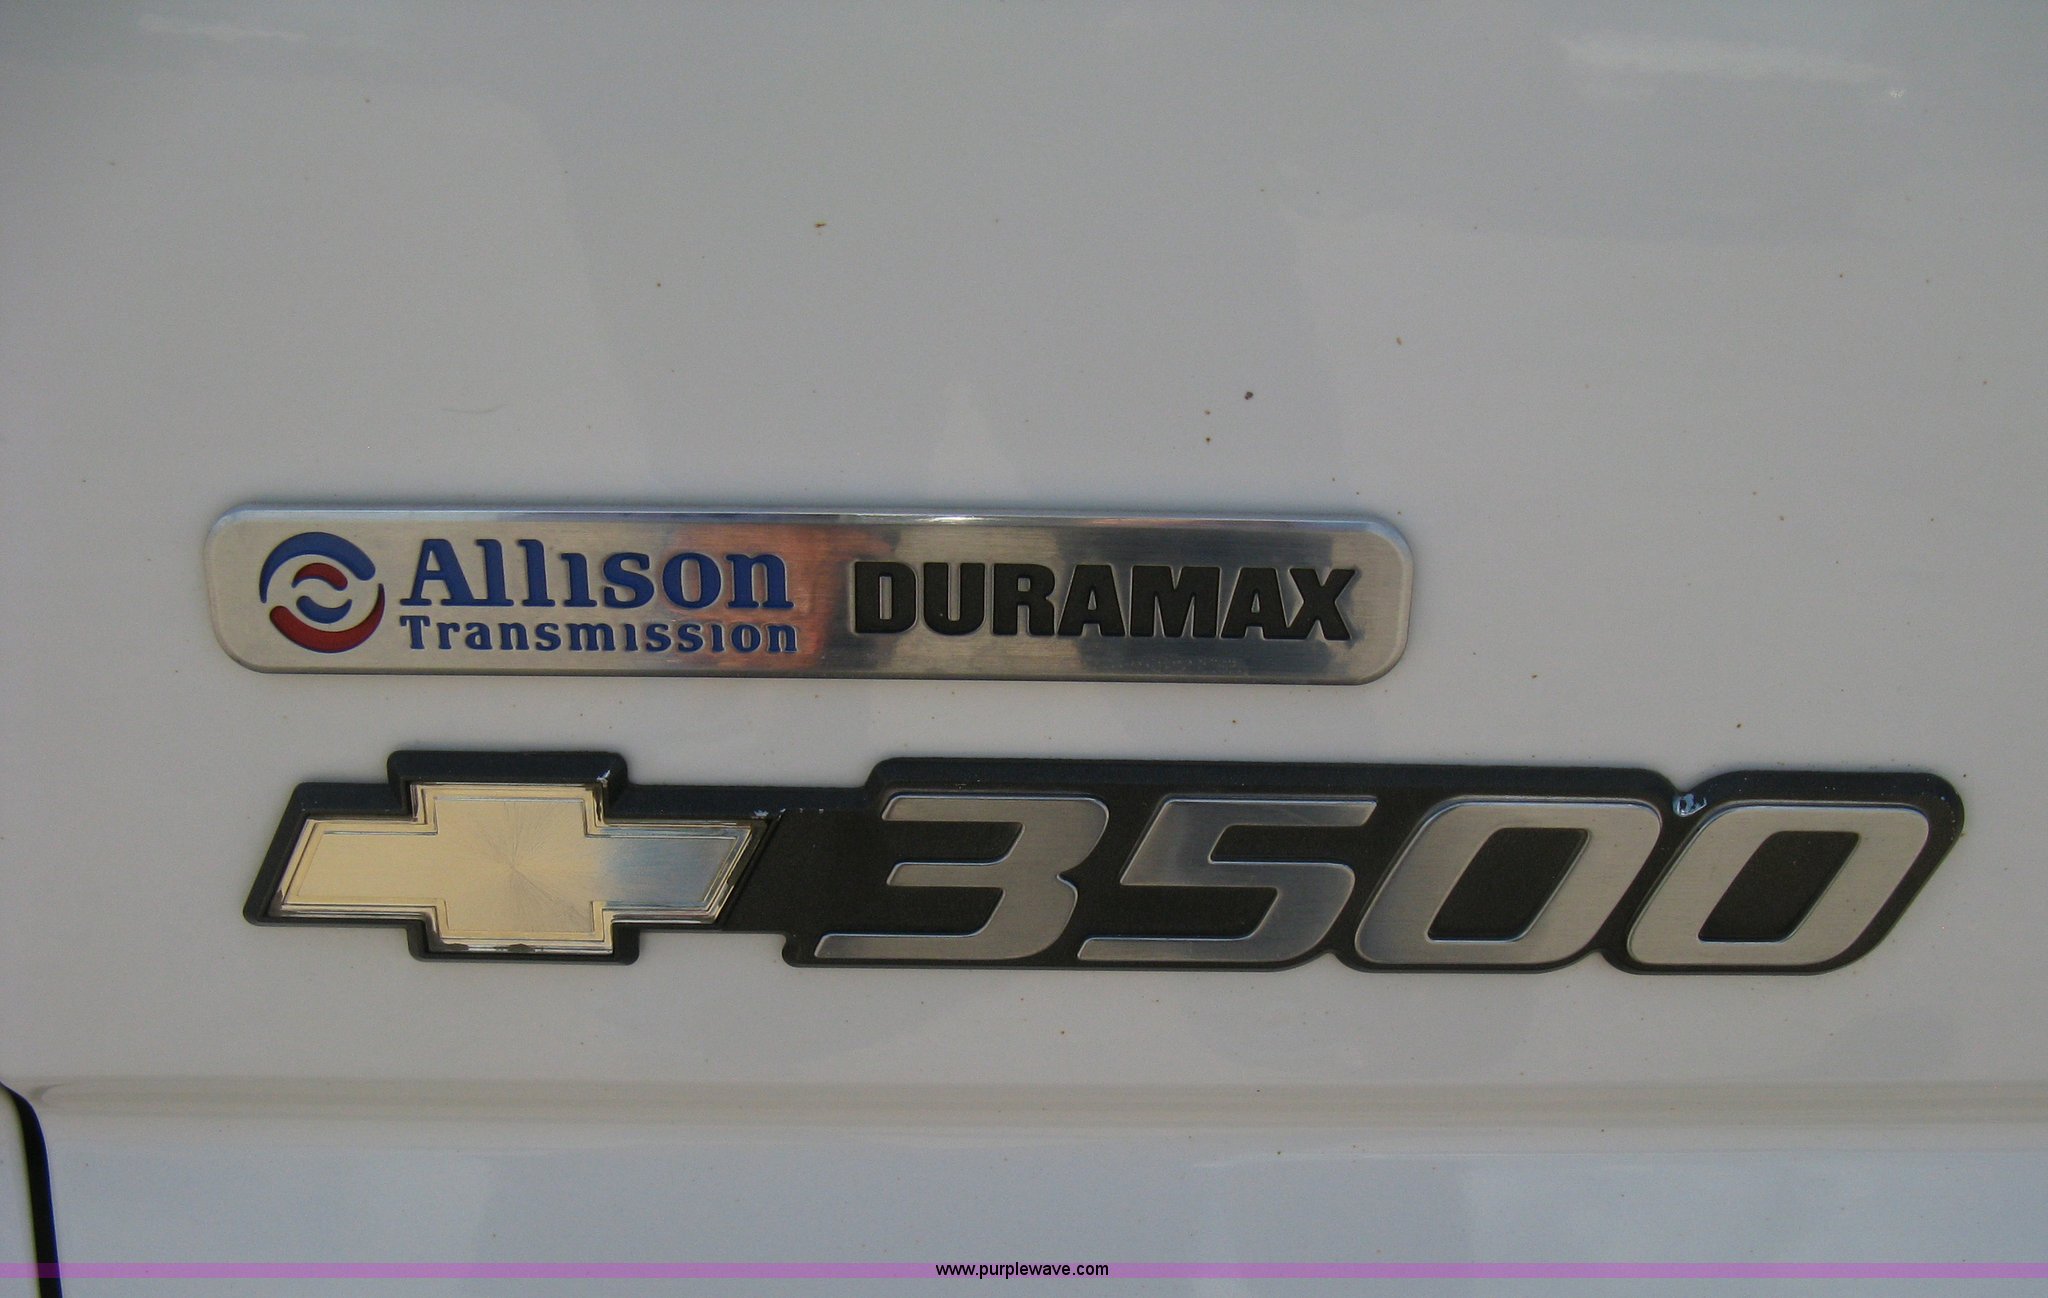 Allison
Transmission
DURAMAX
3500
www.purplewave.com